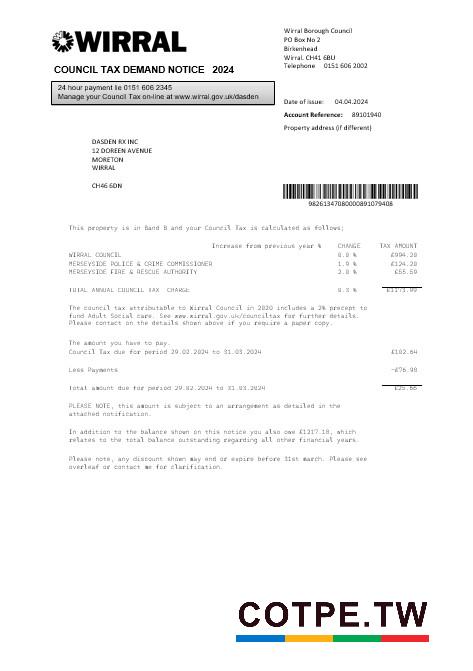 WIRRAL
COUNCIL TAX DEMAND NOTICE 2024
24 hour payment lie 0151 606 2345
Manage your Council Tax on-line at www.wirral.gov.uk/dasden
Wirral Borough Council
PO Box No 2
Birkenhead
Wirral. CH41 6BU
Telephone 0151 606 2002
Date of issue: 04.04.2024
Account Reference: 89101940
Property address (if different)
DASDEN RX INC
12 DOREEN AVENUE
MORETON
WIRRAL
CH46 6DN
98261347080000891079408
This property is in Band B and your Council Tax is calculated as follows;
Increase from previous year % CHANGE TAX AMOUNT
WIRRAL COUNCIL 0.0 % £994.20
MERSEYSIDE POLICE & CRIME COMMISSIONER 1.9 % £124.20
MERSEYSIDE FIRE & RESCUE AUTHORITY 2.0 % £55.59
TOTAL ANNUAL COUNCIL TAX CHARGE 0.3 % £1173.99
The council tax attributable to Wirral Council in 2020 includes a 2% precept to
fund Adult Social care. See www.wirral.gov.uk/counciltax for further details.
Please contact on the details shown above if you require a paper copy.
The amount you have to pay.
Council Tax due for period 29.02.2024 to 31.03.2024 £102.64
Less Payments -£76.98
Total amount due for period 29.02.2024 to 31.03.2024 £25.66
PLEASE NOTE, this amount is subject to an arrangement as detailed in the
attached notification.
In addition to the balance shown on this notice you also owe £1217.18, which
relates to the total balance outstanding regarding all other financial years.
Please note, any discount shown may end or expire before 31st march. Please see
overleaf or contact me for clarification.
COTPE.TW